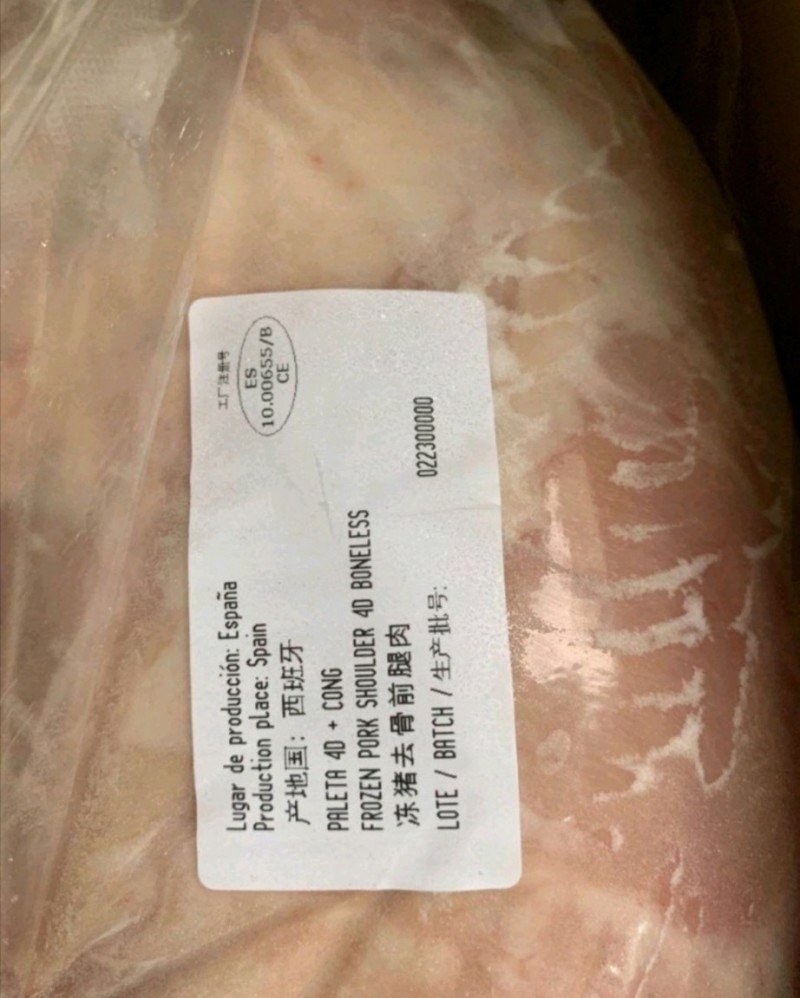 工厂注册号
ES
10.00655/B
CE
Lugar de producción: España
Production place: Spain
产地国：西班牙
PALETA 4D + CONG
FROZEN PORK SHOULDER 4D BONELESS
冻猪去骨前腿肉
LOTE / BATCH / 生产批号: 022300000